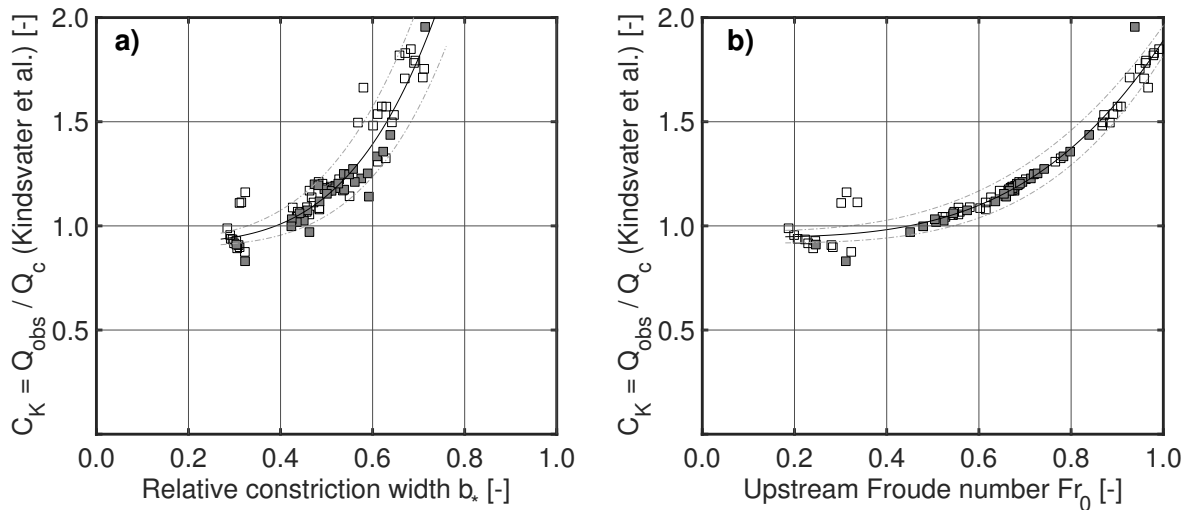 a)
C_K = Q_obs / Q_c (Kindsvater et al.) [-]
2.0
1.5
1.0
0.5
0.0 0.2 0.4 0.6 0.8 1.0
Relative constriction width b_* [-]
b)
C_K = Q_obs / Q_c (Kindsvater et al.) [-]
2.0
1.5
1.0
0.5
0.0 0.2 0.4 0.6 0.8 1.0
Upstream Froude number Fr_0 [-]